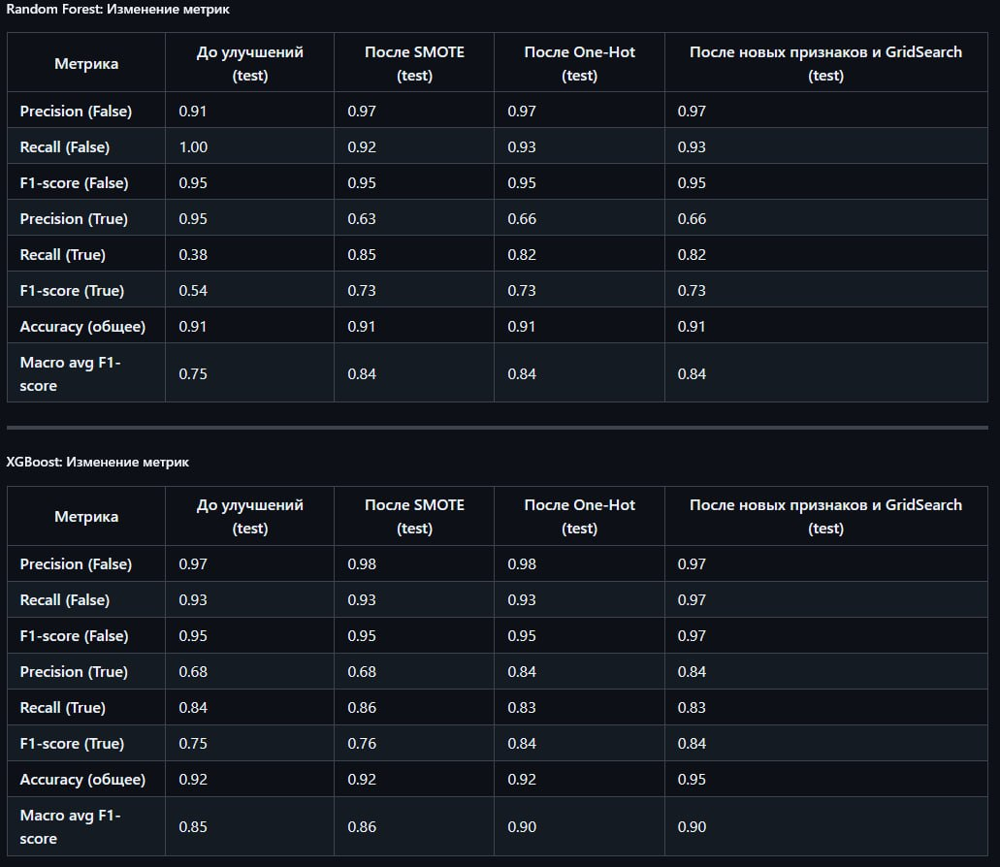 Random Forest: Изменение метрик
Метрика | До улучшений (test) | После SMOTE (test) | После One-Hot (test) | После новых признаков и GridSearch (test)
Precision (False) | 0.91 | 0.97 | 0.97 | 0.97
Recall (False) | 1.00 | 0.92 | 0.93 | 0.93
F1-score (False) | 0.95 | 0.95 | 0.95 | 0.95
Precision (True) | 0.95 | 0.63 | 0.66 | 0.66
Recall (True) | 0.38 | 0.85 | 0.82 | 0.82
F1-score (True) | 0.54 | 0.73 | 0.73 | 0.73
Accuracy (общее) | 0.91 | 0.91 | 0.91 | 0.91
Macro avg F1-score | 0.75 | 0.84 | 0.84 | 0.84
XGBoost: Изменение метрик
Метрика | До улучшений (test) | После SMOTE (test) | После One-Hot (test) | После новых признаков и GridSearch (test)
Precision (False) | 0.97 | 0.98 | 0.98 | 0.97
Recall (False) | 0.93 | 0.93 | 0.93 | 0.97
F1-score (False) | 0.95 | 0.95 | 0.95 | 0.97
Precision (True) | 0.68 | 0.68 | 0.84 | 0.84
Recall (True) | 0.84 | 0.86 | 0.83 | 0.83
F1-score (True) | 0.75 | 0.76 | 0.84 | 0.84
Accuracy (общее) | 0.92 | 0.92 | 0.92 | 0.95
Macro avg F1-score | 0.85 | 0.86 | 0.90 | 0.90